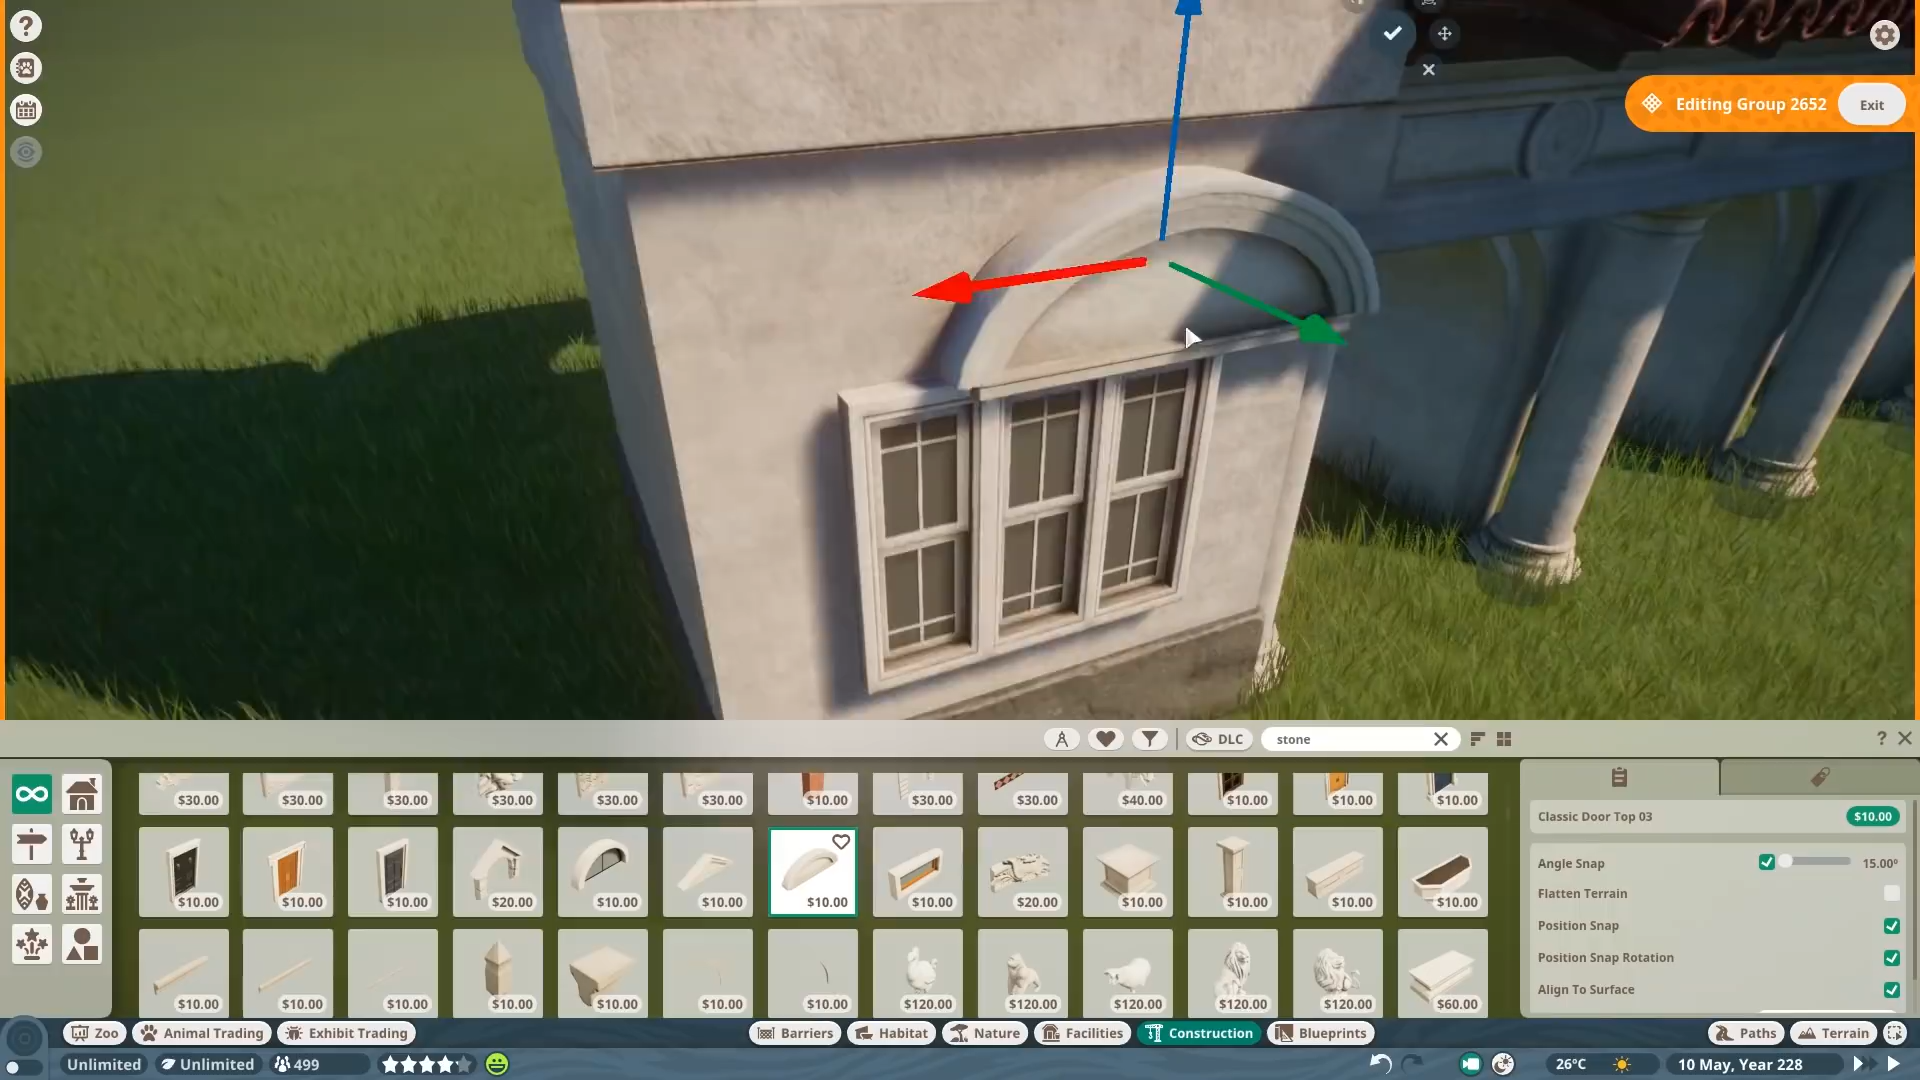 Editing Group 2652
Exit
DLC
stone
?
$30.00 $30.00 $30.00 $30.00 $30.00 $30.00 $10.00 $30.00 $30.00 $40.00 $10.00 $10.00 $10.00
$10.00 $10.00 $10.00 $20.00 $10.00 $10.00 $10.00 $10.00 $20.00 $10.00 $10.00 $10.00 $10.00
$10.00 $10.00 $10.00 $10.00 $10.00 $10.00 $10.00 $120.00 $120.00 $120.00 $120.00 $120.00 $60.00
Classic Door Top 03 $10.00
Angle Snap 15.00°
Flatten Terrain
Position Snap
Position Snap Rotation
Align To Surface
Zoo Animal Trading Exhibit Trading Barriers Habitat Nature Facilities Construction Blueprints Paths Terrain
Unlimited Unlimited 499 26°C 10 May, Year 228